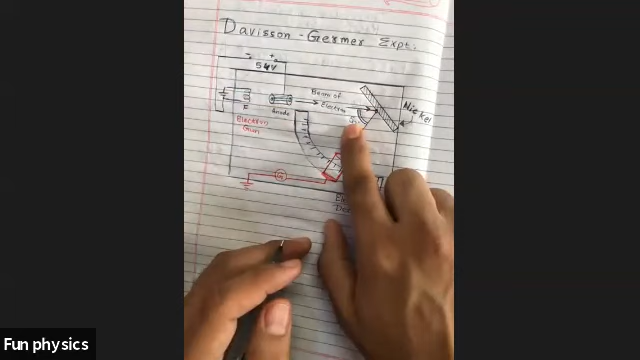 Davisson - Germer Expt.
- +
54V
Beam of
Electron
Nickel
F
Anode
Electron
Gun
G
Fun physics